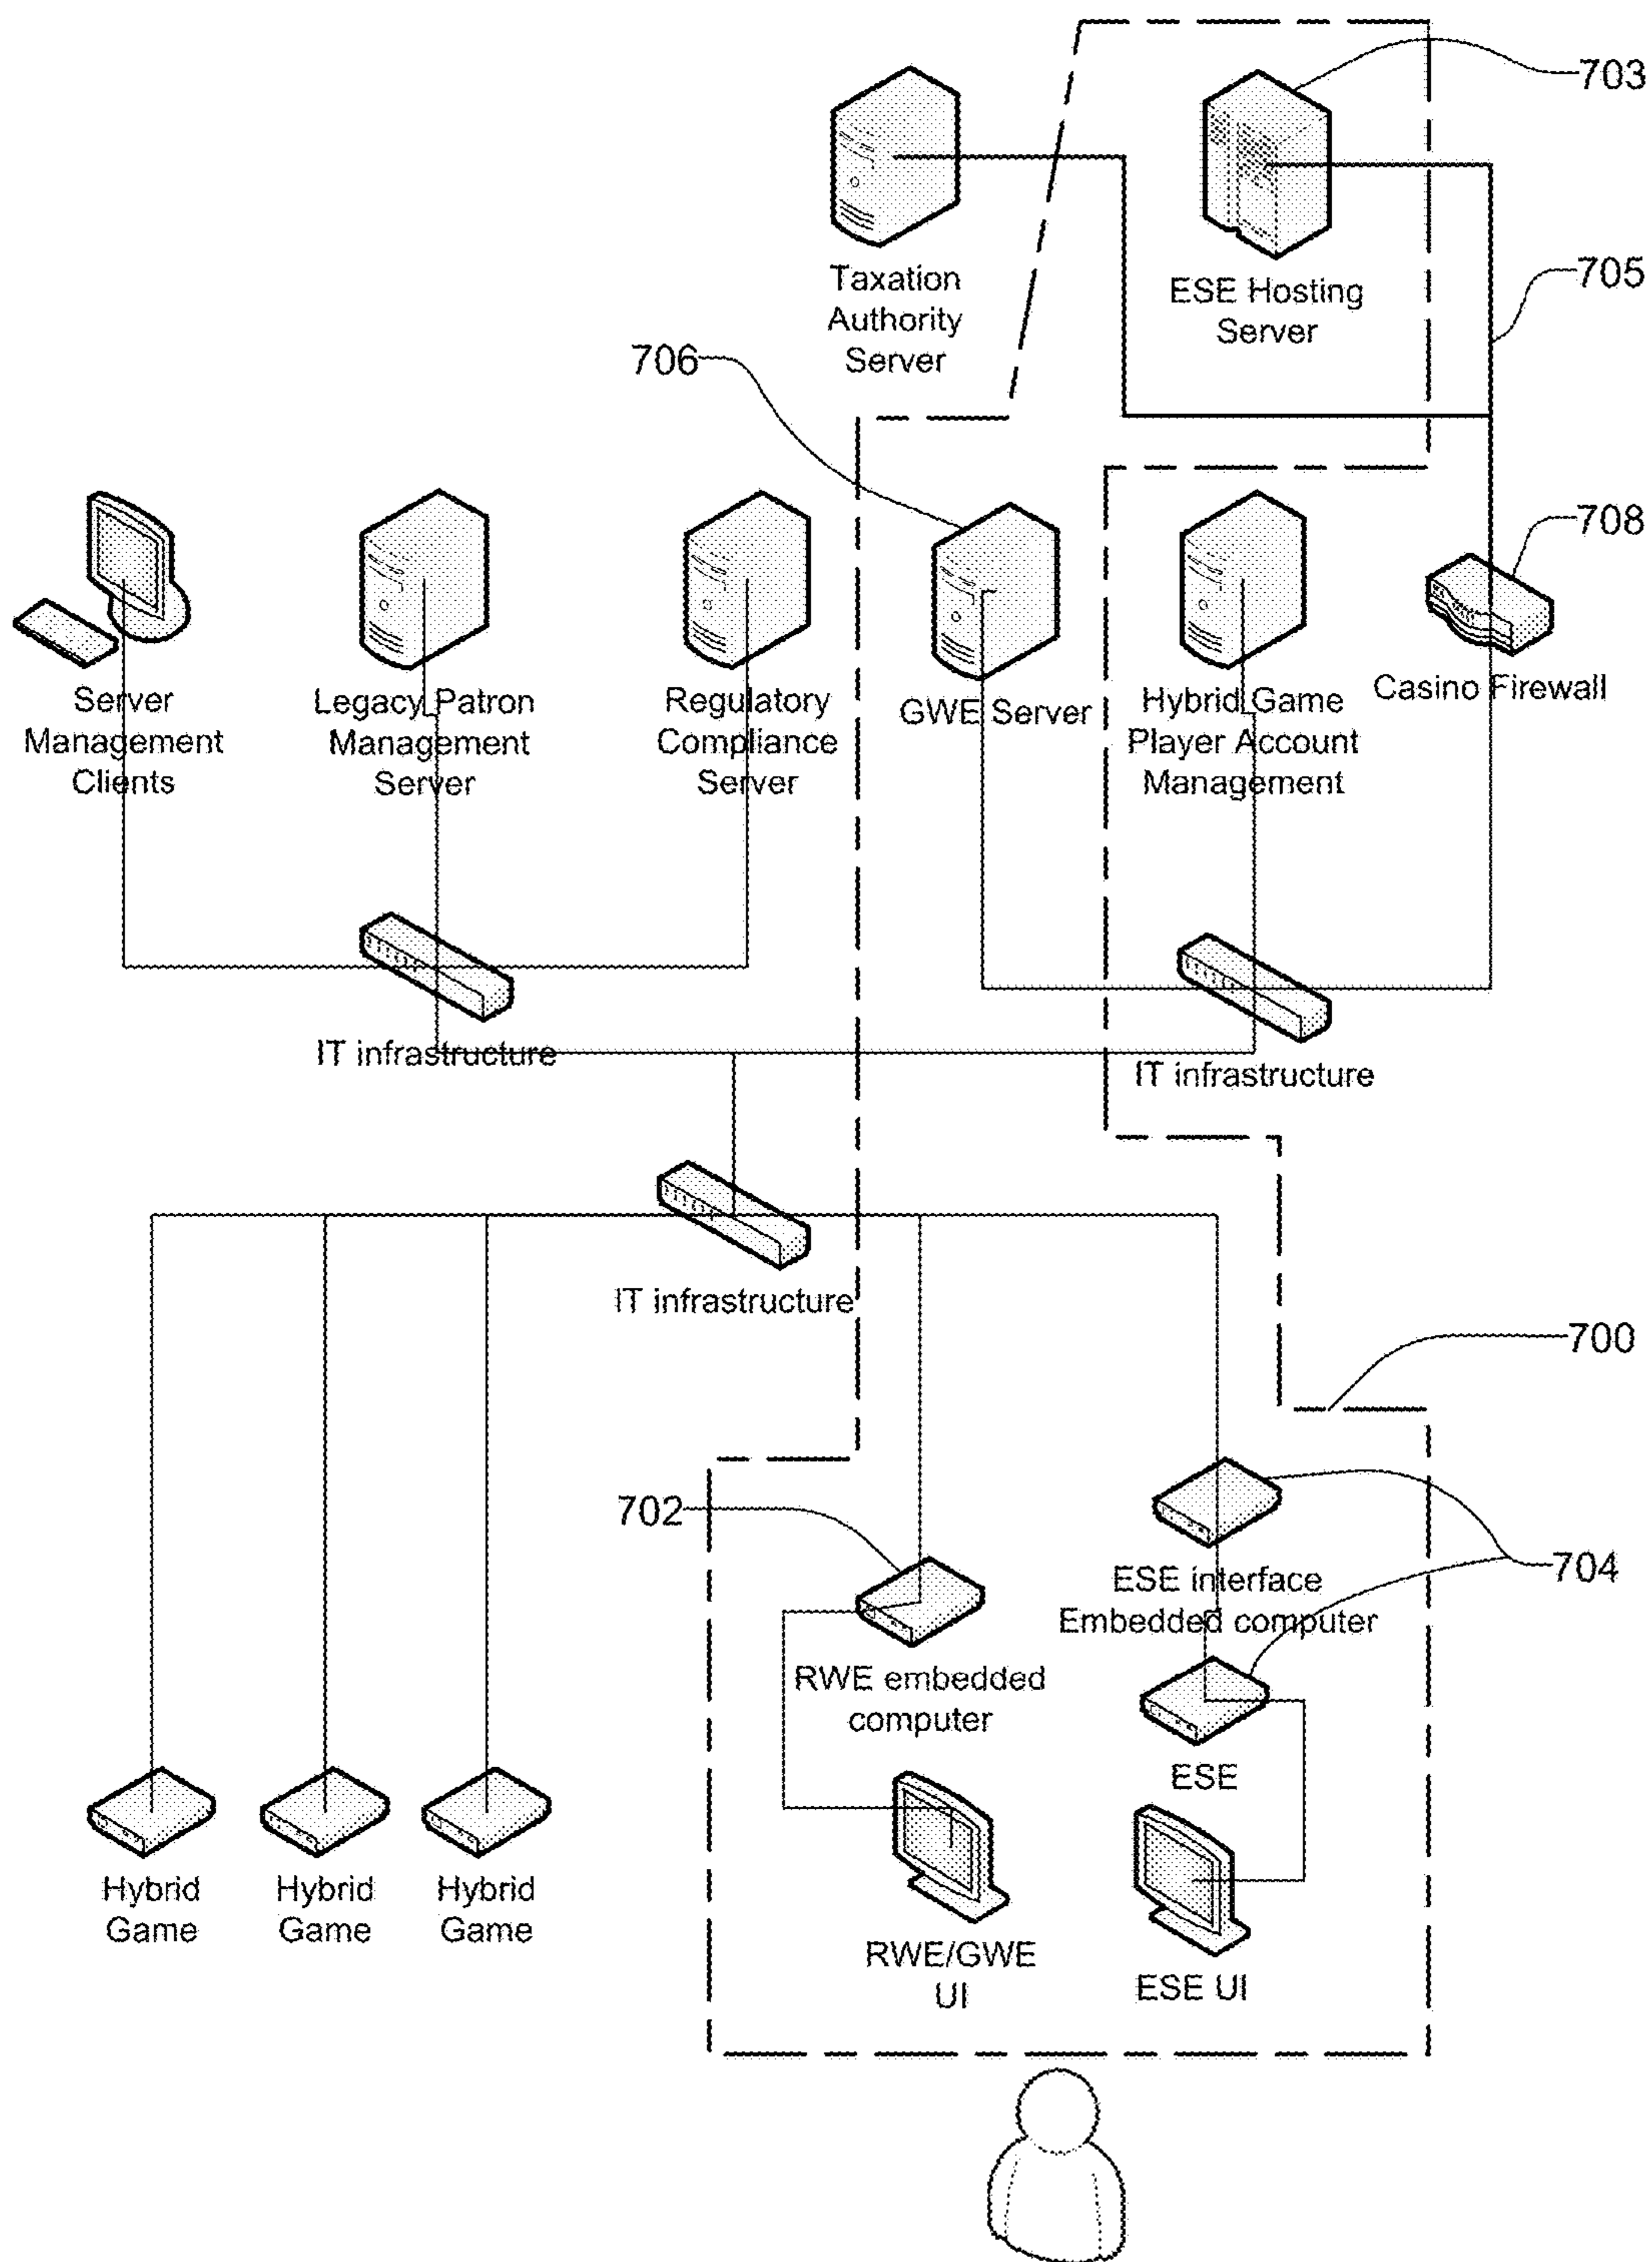 703
Taxation
Authority
Server
ESE Hosting
Server
705
706
708
Server
Management
Clients
Legacy Patron
Management
Server
Regulatory
Compliance
Server
GWE Server
Hybrid Game
Player Account
Management
Casino Firewall
IT infrastructure
IT infrastructure
IT infrastructure
700
702
704
ESE interface
Embedded computer
RWE embedded
computer
ESE
Hybrid
Game
Hybrid
Game
Hybrid
Game
RWE/GWE
UI
ESE UI